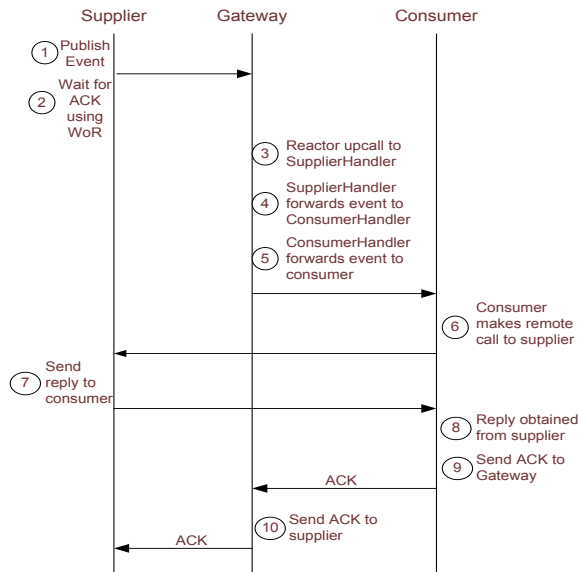 Supplier
Gateway
Consumer
1
Publish
Event
2
Wait for
ACK
using
WoR
3
Reactor upcall to
SupplierHandler
4
SupplierHandler
forwards event to
ConsumerHandler
5
ConsumerHandler
forwards event to
consumer
6
Consumer
makes remote
call to supplier
7
Send
reply to
consumer
8
Reply obtained
from supplier
9
Send ACK to
Gateway
ACK
10
Send ACK to
supplier
ACK